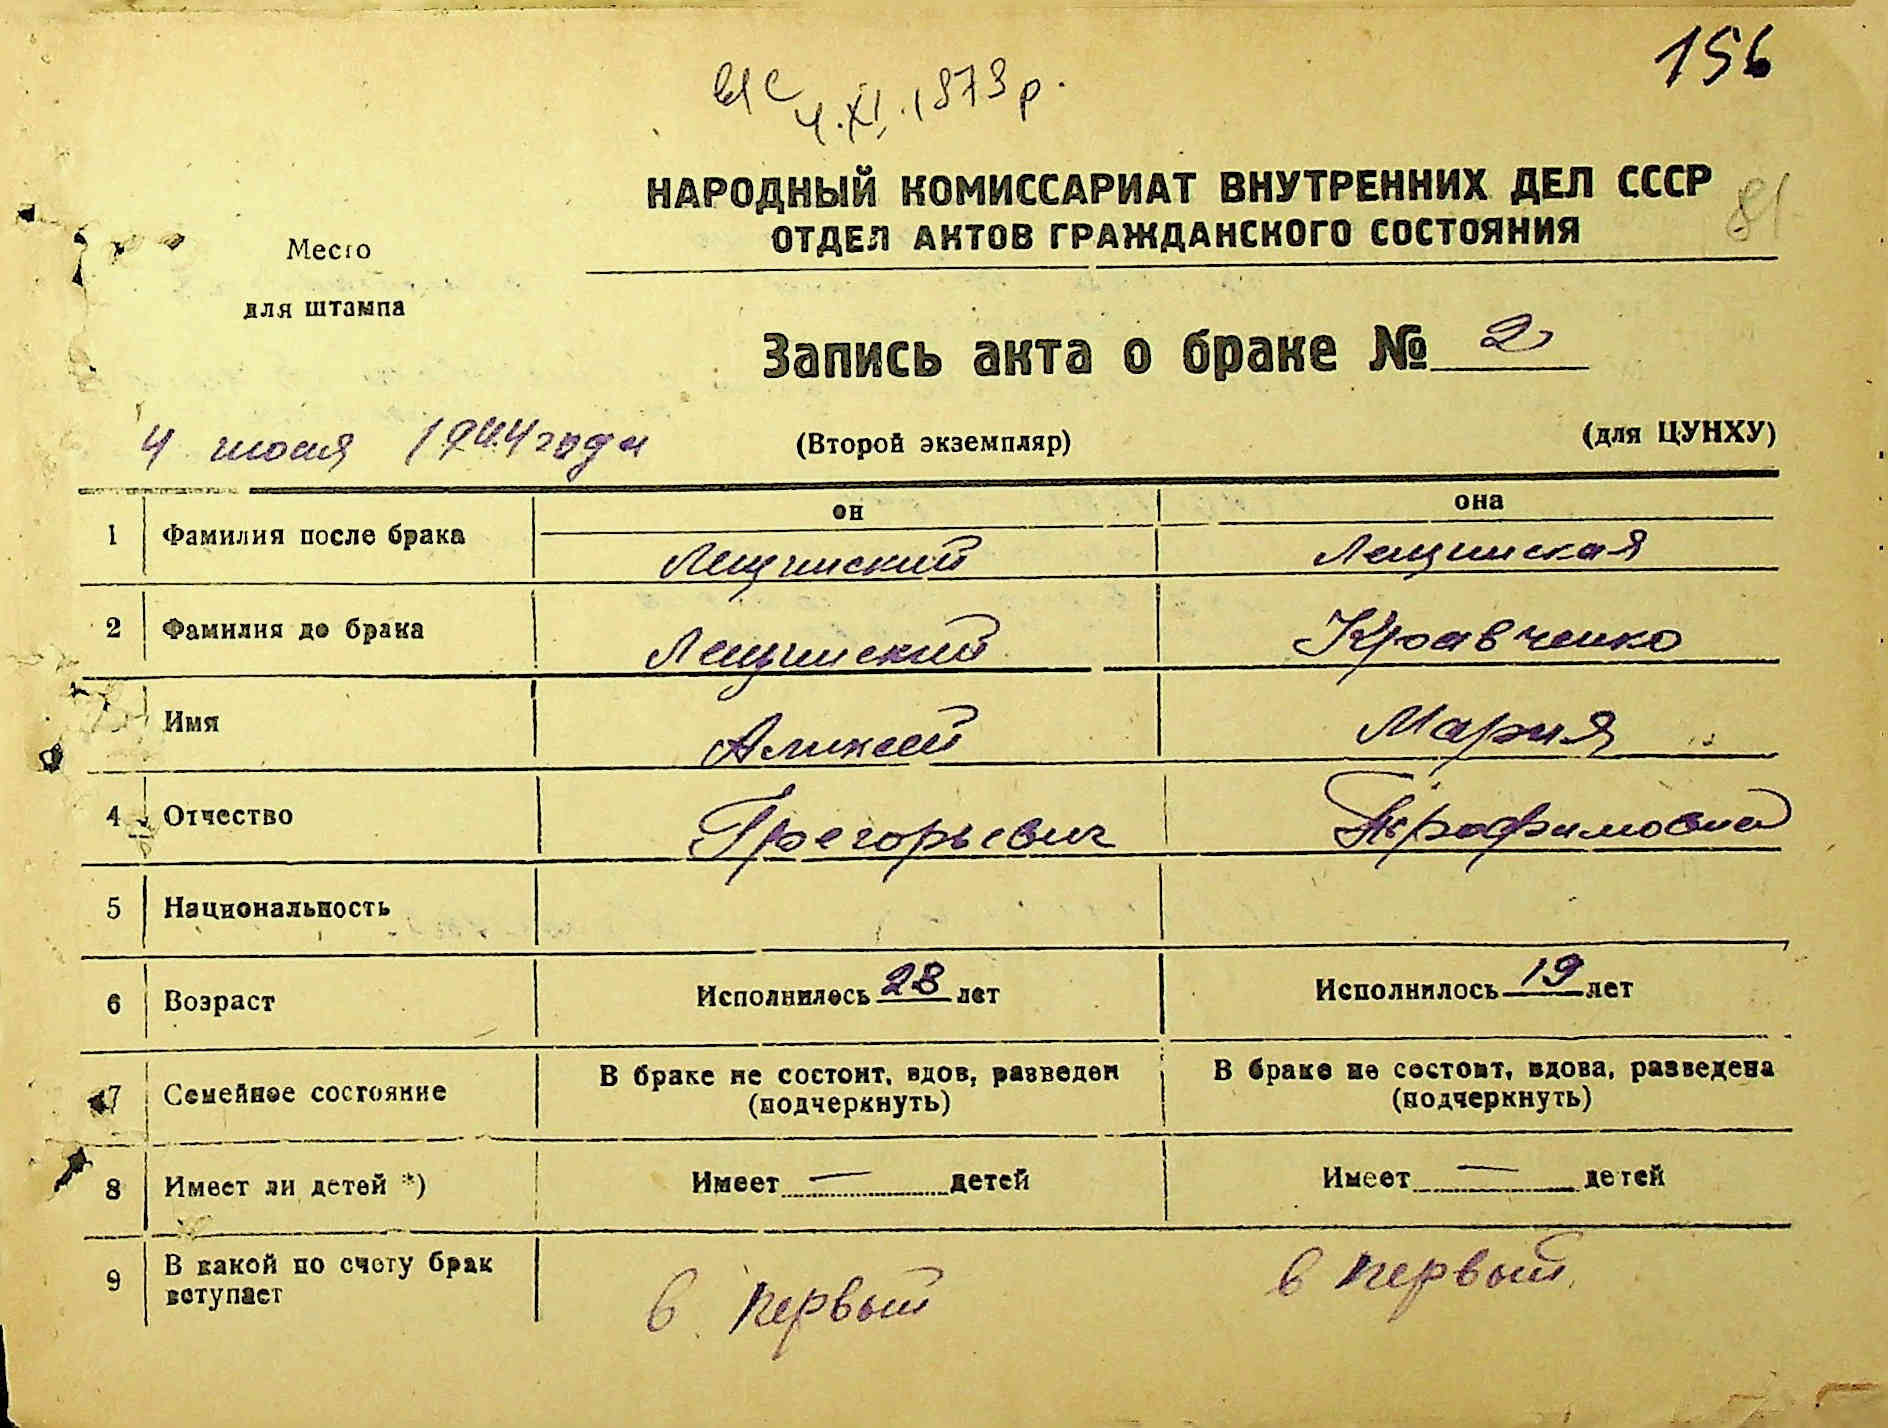 156
4.XI.1873р.
НАРОДНЫЙ КОМИССАРИАТ ВНУТРЕННИХ ДЕЛ СССР
81
ОТДЕЛ АКТОВ ГРАЖДАНСКОГО СОСТОЯНИЯ
Место
для штампа
Запись акта о браке № 2
4 июня 1944 года (Второй экземпляр) (для ЦУНХУ)
он она
1 Фамилия после брака Лещинский Лещинская
2 Фамилия до брака Лещинский Кравченко
Имя Аликсей Мария
4 Отчество Григорьевич Трофимовна
5 Национальность
6 Возраст Исполнилось 28 лет Исполнилось 19 лет
7 Семейное состояние В браке не состоит, вдов, разведен В браке не состоит, вдова, разведена
(подчеркнуть) (подчеркнуть)
8 Имеет ли детей *) Имеет — детей Имеет — детей
9 В какой по счету брак
вступает в первый в первый